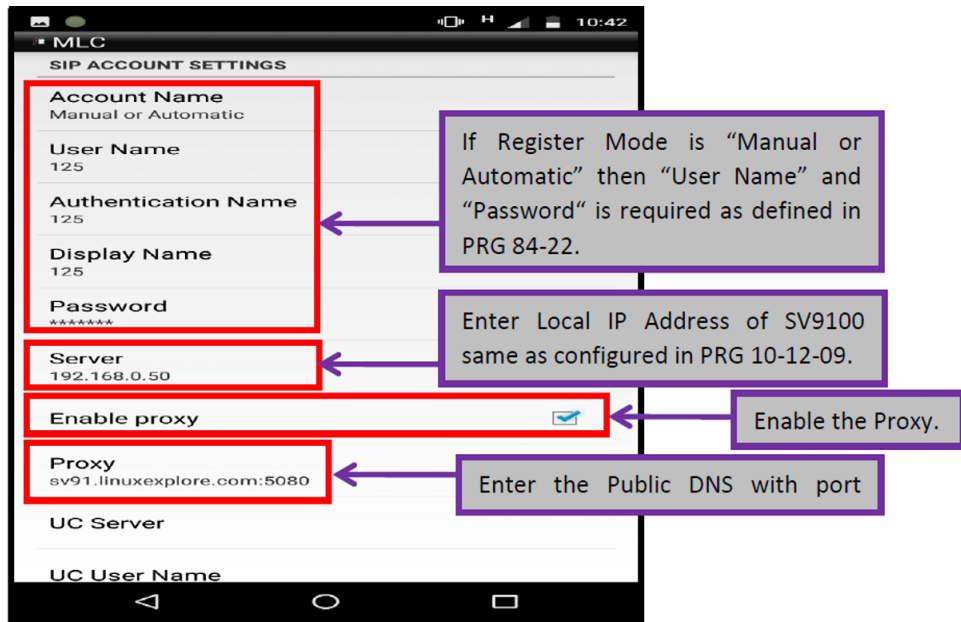 H 10:42
MLC
SIP ACCOUNT SETTINGS
Account Name
Manual or Automatic
User Name
125
Authentication Name
125
Display Name
125
Password
*******
Server
192.168.0.50
Enable proxy
Proxy
sv91.linuxexplore.com:5080
UC Server
UC User Name
If Register Mode is “Manual or
Automatic” then “User Name” and
“Password“ is required as defined in
PRG 84-22.
Enter Local IP Address of SV9100
same as configured in PRG 10-12-09.
Enable the Proxy.
Enter the Public DNS with port